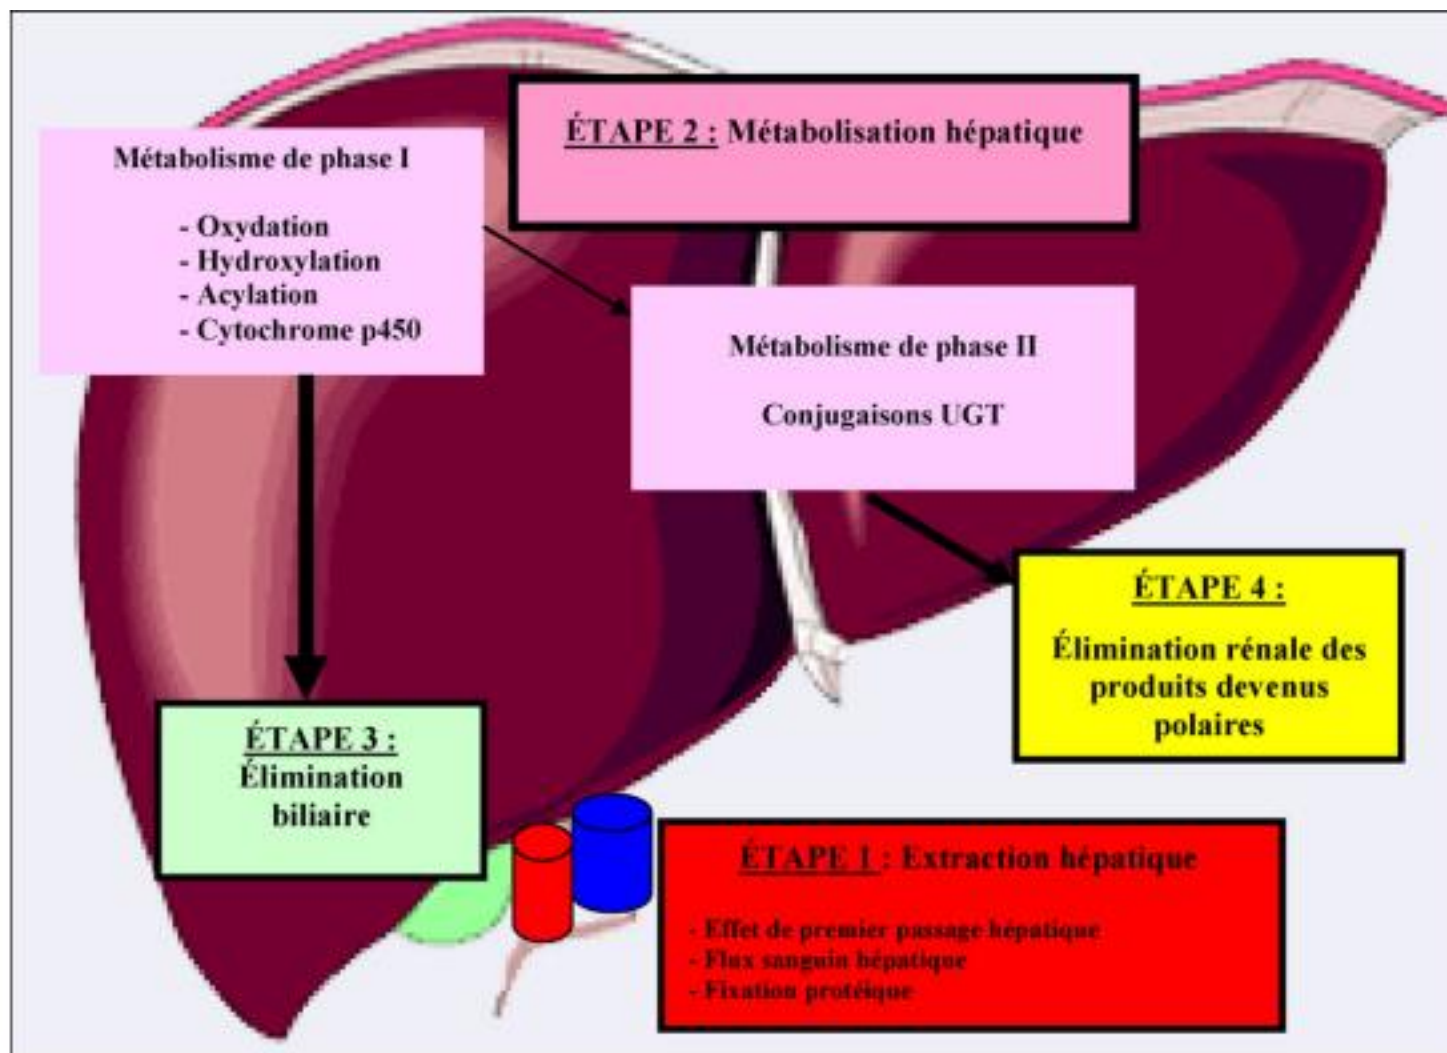 ÉTAPE 2 : Métabolisation hépatique
Métabolisme de phase I
- Oxydation
- Hydroxylation
- Acylation
- Cytochrome p450
Métabolisme de phase II
Conjugaisons UGT
ÉTAPE 4 :
Élimination rénale des
produits devenus
polaires
ÉTAPE 3 :
Élimination
biliaire
ÉTAPE 1 : Extraction hépatique
- Effet de premier passage hépatique
- Flux sanguin hépatique
- Fixation protéique